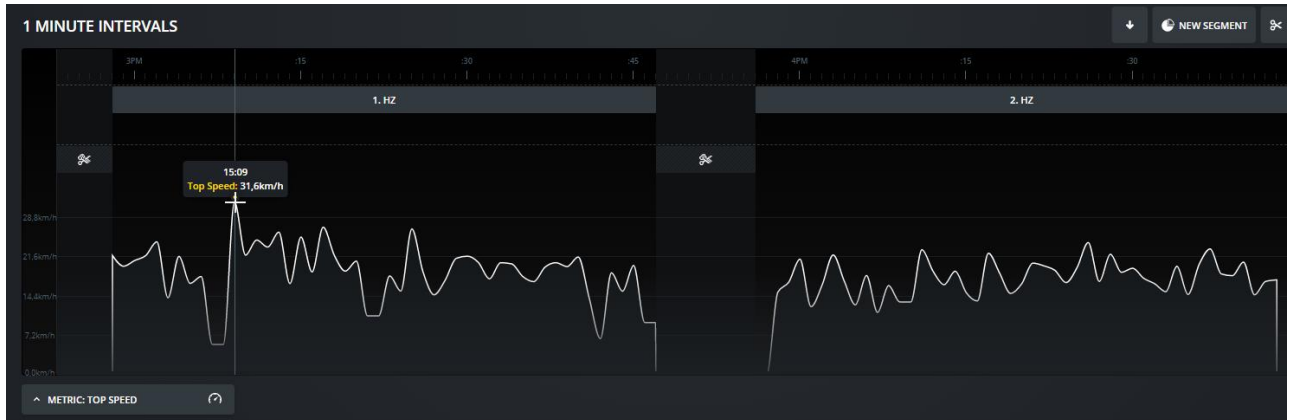 1 MINUTE INTERVALS
NEW SEGMENT
3PM :15 :30 :45 4PM :15 :30
1. HZ 2. HZ
15:09
Top Speed: 31,6km/h
28,8km/h
21,6km/h
14,4km/h
7,2km/h
0,0km/h
METRIC: TOP SPEED